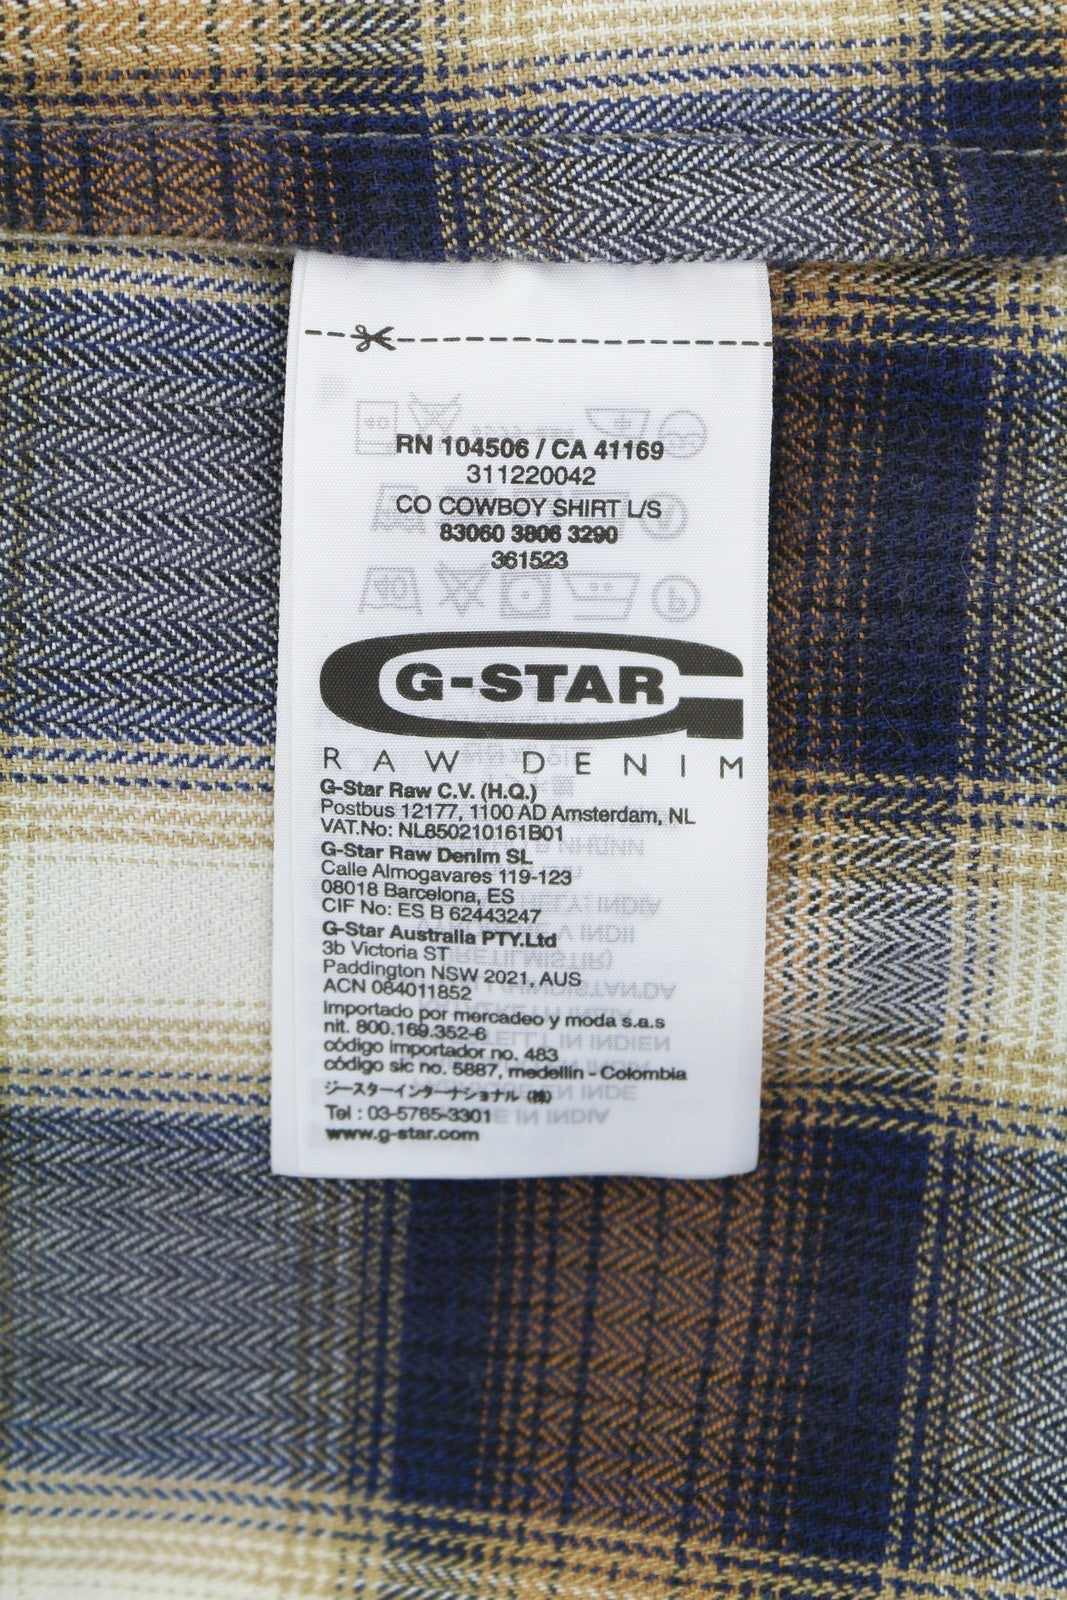 RN 104506 / CA 41169
311220042
CO COWBOY SHIRT L/S
83060 3806 3290
361523
G-STAR
RAW DENIM
G-Star Raw C.V. (H.Q.)
Postbus 12177, 1100 AD Amsterdam, NL
VAT.No: NL850210161B01
G-Star Raw Denim SL
Calle Almogavares 119-123
08018 Barcelona, ES
CIF No: ES B 62443247
G-Star Australia PTY.Ltd
3b Victoria ST
Paddington NSW 2021, AUS
ACN 084011852
Importado por mercadeo y moda s.a.s
nit. 800.169.352-6
código importador no. 483
código sic no. 5887, medellin - Colombia
ジースターインターナショナル (株)
Tel : 03-5765-3301
www.g-star.com